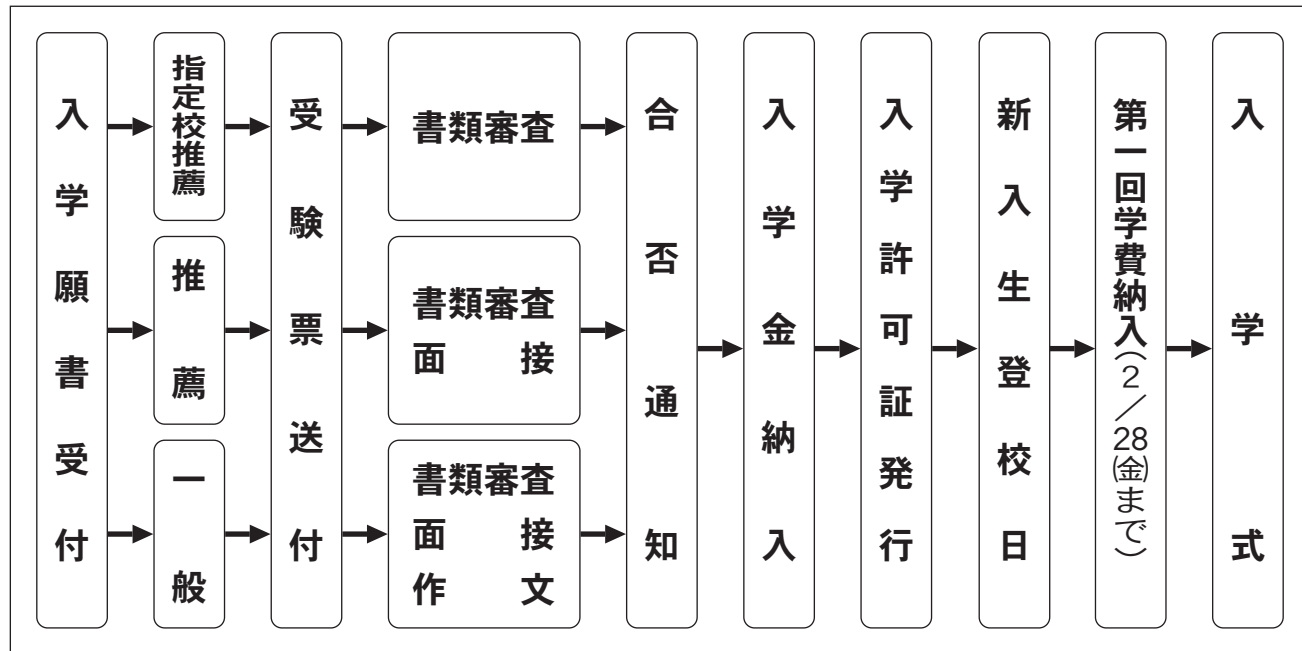 入学願書受付
指定校推薦
推薦
一般
受験票送付
書類審査
書類審査
面接
書類審査
面接
作文
合否通知
入学金納入
入学許可証発行
新入生登校日
第一回学費納入(2/28㈮まで)
入学式